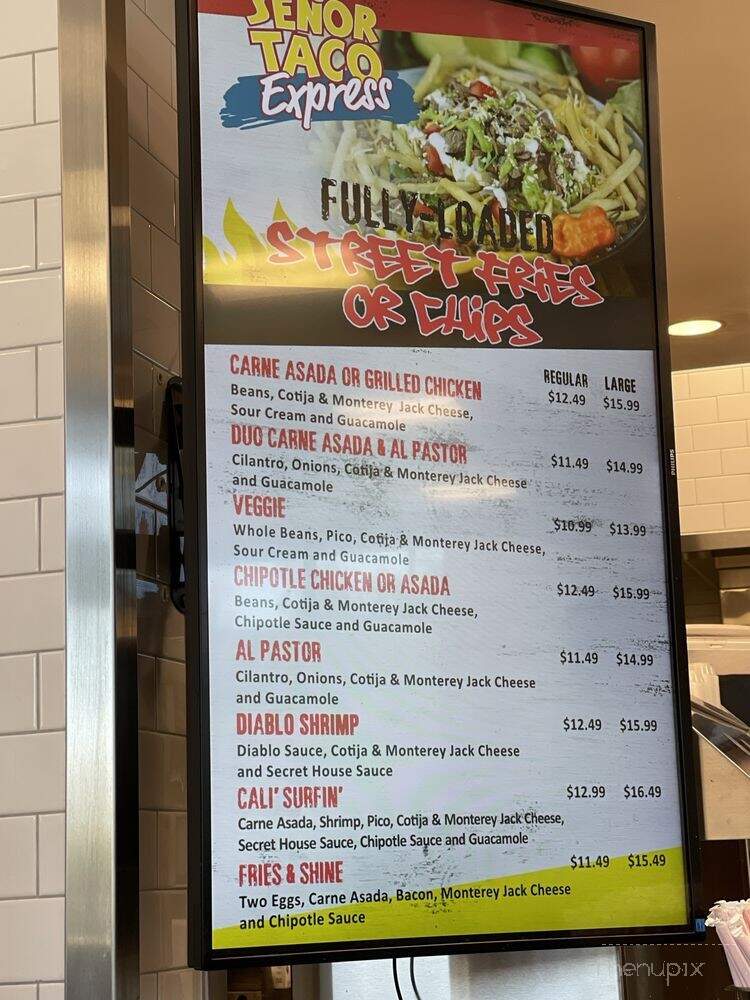 SEÑOR
TACO
Express
FULLY-LOADED
STREET FRIES
OR CHIPS
REGULAR LARGE
CARNE ASADA OR GRILLED CHICKEN $12.49 $15.99
Beans, Cotija & Monterey Jack Cheese,
Sour Cream and Guacamole
DUO CARNE ASADA & AL PASTOR $11.49 $14.99
Cilantro, Onions, Cotija & Monterey Jack Cheese
and Guacamole
VEGGIE $10.99 $13.99
Whole Beans, Pico, Cotija & Monterey Jack Cheese,
Sour Cream and Guacamole
CHIPOTLE CHICKEN OR ASADA $12.49 $15.99
Beans, Cotija & Monterey Jack Cheese,
Chipotle Sauce and Guacamole
AL PASTOR $11.49 $14.99
Cilantro, Onions, Cotija & Monterey Jack Cheese
and Guacamole
DIABLO SHRIMP $12.49 $15.99
Diablo Sauce, Cotija & Monterey Jack Cheese
and Secret House Sauce
CALI' SURFIN' $12.99 $16.49
Carne Asada, Shrimp, Pico, Cotija & Monterey Jack Cheese,
Secret House Sauce, Chipotle Sauce and Guacamole
FRIES & SHINE $11.49 $15.49
Two Eggs, Carne Asada, Bacon, Monterey Jack Cheese
and Chipotle Sauce
PHILIPS
menupix